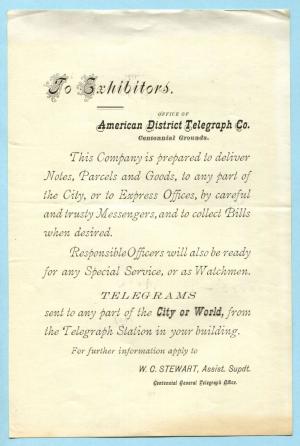 To Exhibitors.
OFFICE OF
American District Telegraph Co.
Centennial Grounds.
This Company is prepared to deliver
Notes, Parcels and Goods, to any part of
the City, or to Express Offices, by careful
and trusty Messengers, and to collect Bills
when desired.
Responsible Officers will also be ready
for any Special Service, or as Watchmen.
TELEGRAMS
sent to any part of the City or World, from
the Telegraph Station in your building.
For further information apply to
W. C. STEWART, Assist. Supdt.
Centennial General Telegraph Office.